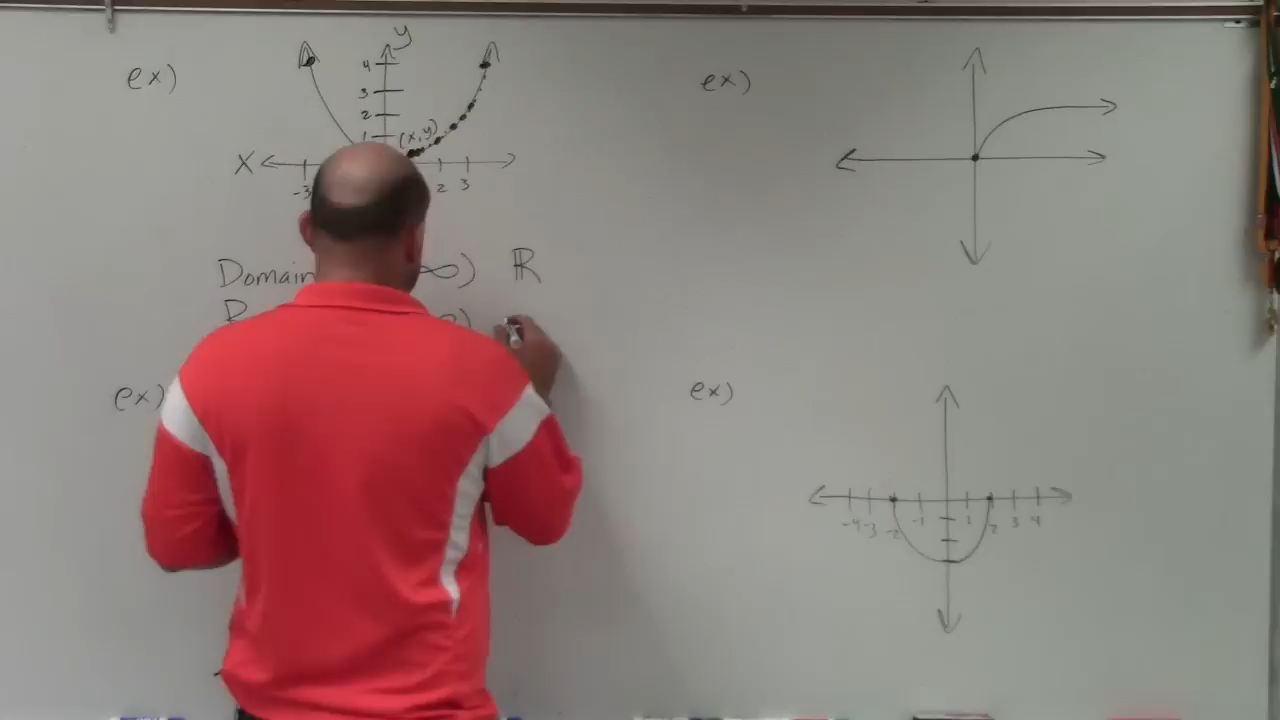 ex)
y
4
3
2
1
(x,y)
X
-3 2 3
Domain ∞) ℝ
∞)
ex)
ex)
ex)
-4 -3 -2 -1 1 2 3 4